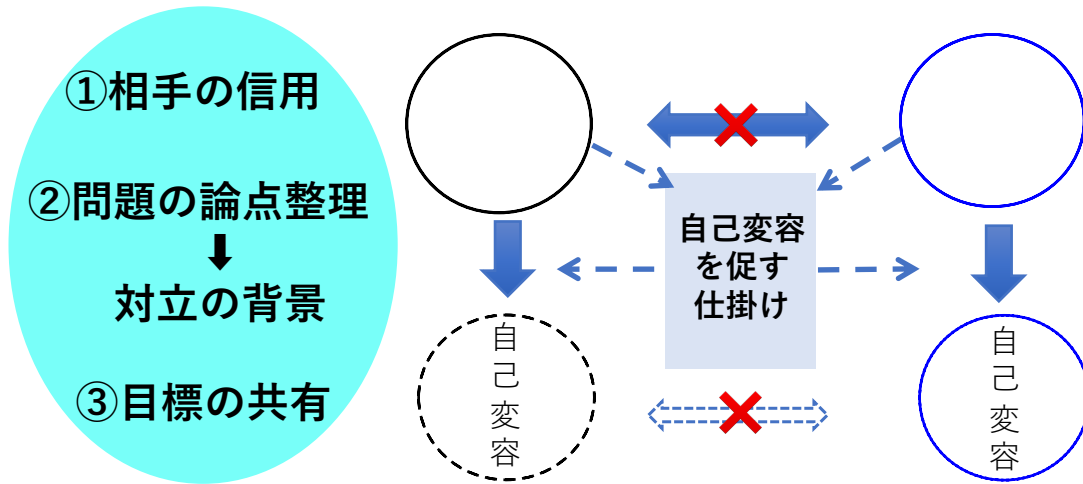 ①相手の信用
②問題の論点整理
⬇
対立の背景
③目標の共有
自己変容
を促す
仕掛け
自己変容
自己変容